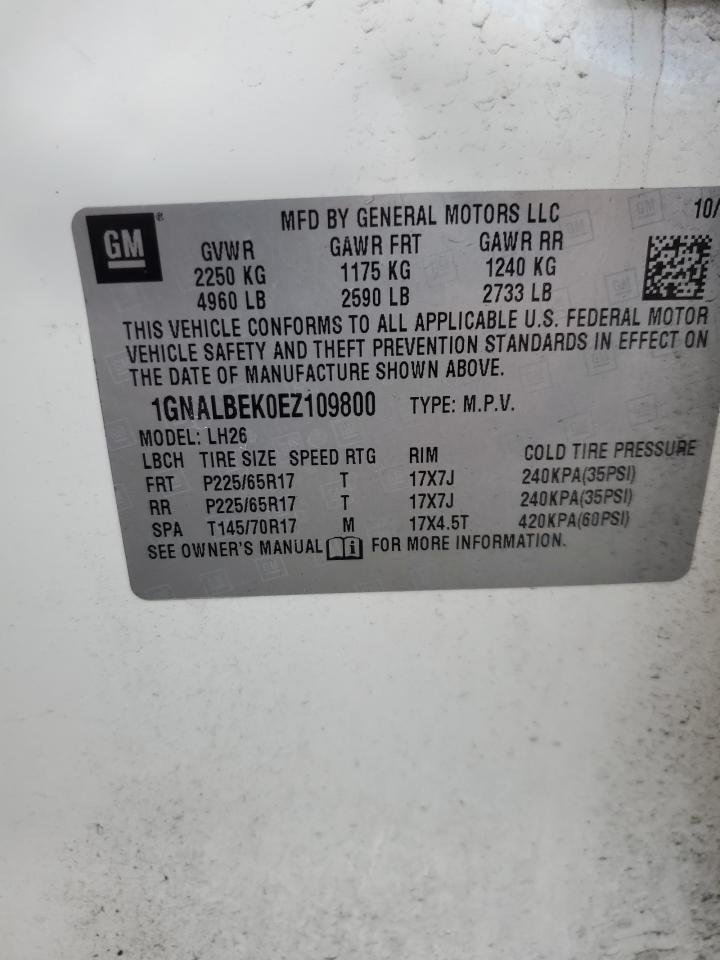 GM ® MFD BY GENERAL MOTORS LLC 10/
GVWR GAWR FRT GAWR RR
2250 KG 1175 KG 1240 KG
4960 LB 2590 LB 2733 LB
THIS VEHICLE CONFORMS TO ALL APPLICABLE U.S. FEDERAL MOTOR
VEHICLE SAFETY AND THEFT PREVENTION STANDARDS IN EFFECT ON
THE DATE OF MANUFACTURE SHOWN ABOVE.
1GNALBEK0EZ109800 TYPE: M.P.V.
MODEL: LH26
LBCH TIRE SIZE SPEED RTG RIM COLD TIRE PRESSURE
FRT P225/65R17 T 17X7J 240KPA(35PSI)
RR P225/65R17 T 17X7J 240KPA(35PSI)
SPA T145/70R17 M 17X4.5T 420KPA(60PSI)
SEE OWNER'S MANUAL i FOR MORE INFORMATION.